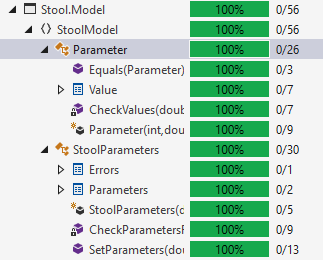 Stool.Model 100% 0/56
StoolModel 100% 0/56
Parameter 100% 0/26
Equals(Parameter) 100% 0/3
Value 100% 0/7
CheckValues(doub 100% 0/7
Parameter(int,dou 100% 0/9
StoolParameters 100% 0/30
Errors 100% 0/1
Parameters 100% 0/2
StoolParameters(d 100% 0/5
CheckParametersF 100% 0/9
SetParameters(dou 100% 0/13